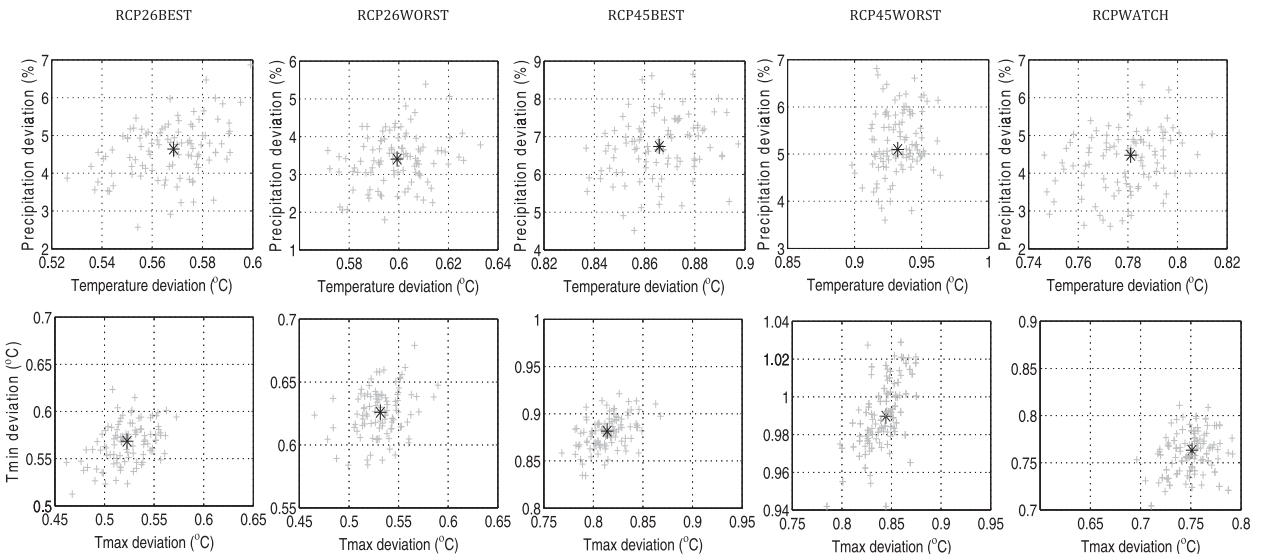 RCP26BEST
RCP26WORST
RCP45BEST
RCP45WORST
RCPWATCH
Precipitation deviation (%)
7
6
5
4
3
2
0.52 0.54 0.56 0.58 0.6
Temperature deviation (°C)
Precipitation deviation (%)
6
5
4
3
2
1
0.58 0.6 0.62 0.64
Temperature deviation (°C)
Precipitation deviation (%)
9
8
7
6
5
4
0.82 0.84 0.86 0.88 0.9
Temperature deviation (°C)
Precipitation deviation (%)
7
6
5
4
3
0.85 0.9 0.95 1
Temperature deviation (°C)
Precipitation deviation (%)
7
6
5
4
3
2
0.74 0.76 0.78 0.8 0.82
Temperature deviation (°C)
Tmin deviation (°C)
0.7
0.65
0.6
0.55
0.5
0.45 0.5 0.55 0.6 0.65
Tmax deviation (°C)
0.7
0.65
0.6
0.55
0.45 0.5 0.55 0.6 0.65
Tmax deviation (°C)
1
0.95
0.9
0.85
0.8
0.75 0.8 0.85 0.9 0.95
Tmax deviation (°C)
1.04
1.02
1
0.98
0.96
0.94
0.75 0.8 0.85 0.9 0.95
Tmax deviation (°C)
0.9
0.85
0.8
0.75
0.7
0.65 0.7 0.75 0.8
Tmax deviation (°C)